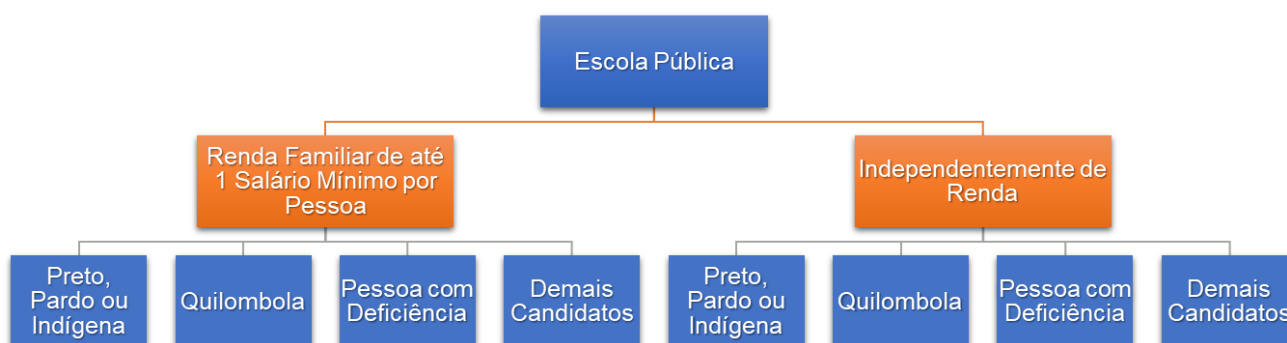 Escola Pública
Renda Familiar de até
1 Salário Mínimo por
Pessoa
Independentemente de
Renda
Preto,
Pardo ou
Indígena
Quilombola
Pessoa com
Deficiência
Demais
Candidatos
Preto,
Pardo ou
Indígena
Quilombola
Pessoa com
Deficiência
Demais
Candidatos